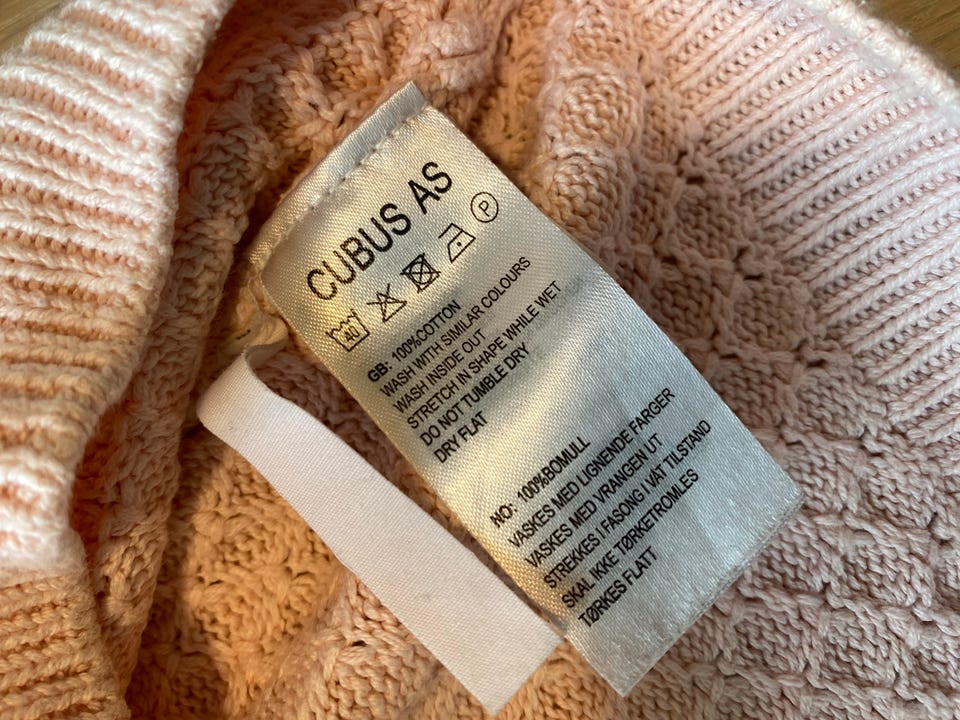 CUBUS AS
40 P
GB: 100%COTTON
WASH WITH SIMILAR COLOURS
WASH INSIDE OUT
STRETCH IN SHAPE WHILE WET
DO NOT TUMBLE DRY
DRY FLAT
NO: 100%BOMULL
VASKES MED LIGNENDE FARGER
VASKES MED VRANGEN UT
STREKKES I FASONG I VÅT TILSTAND
SKAL IKKE TØRKETROMLES
TØRKES FLATT